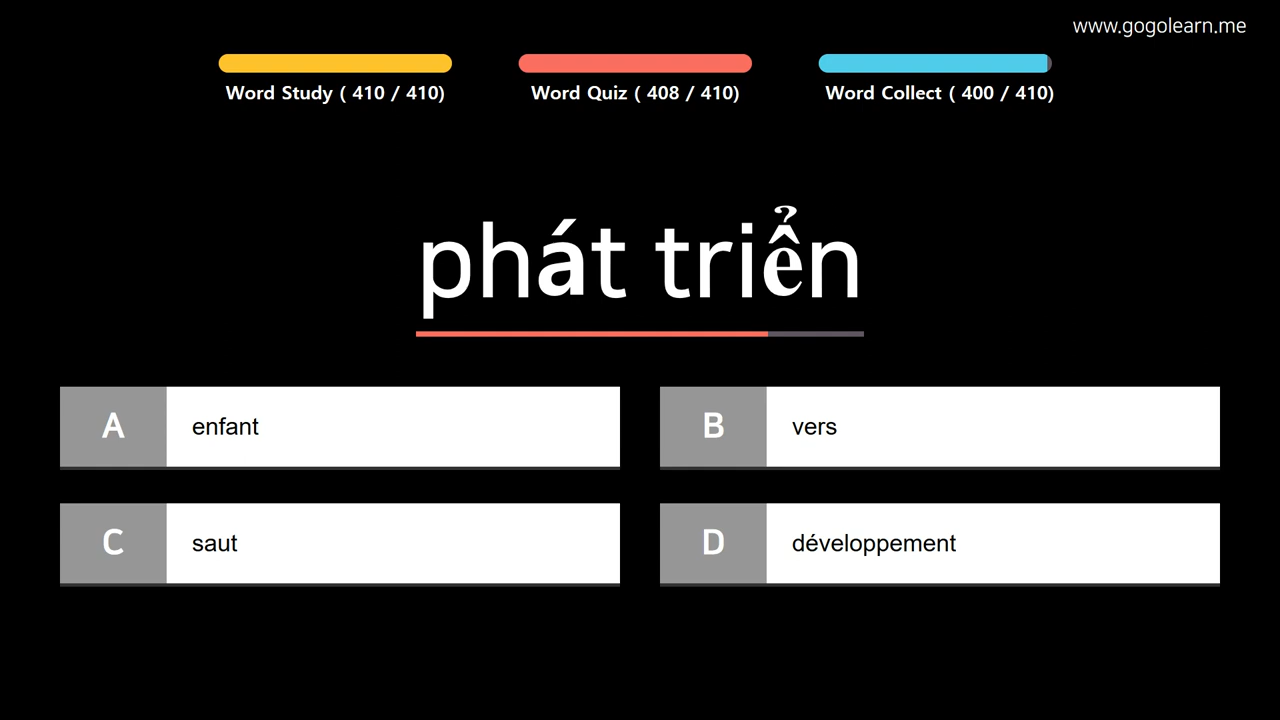 www.gogolearn.me
Word Study ( 410 / 410)
Word Quiz ( 408 / 410)
Word Collect ( 400 / 410)
phát triển
A enfant
B vers
C saut
D développement